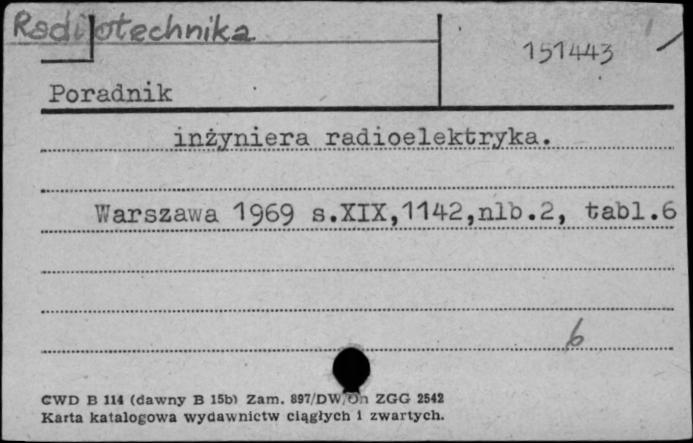 Radiotechnika
151443
Poradnik
inżyniera radioelektryka.
Warszawa 1969 s.XIX,1142,nlb.2, tabl.6
6
CWD B 114 (dawny B 15b) Zam. 897/DW/On ZGG 2542
Karta katalogowa wydawnictw ciągłych i zwartych.